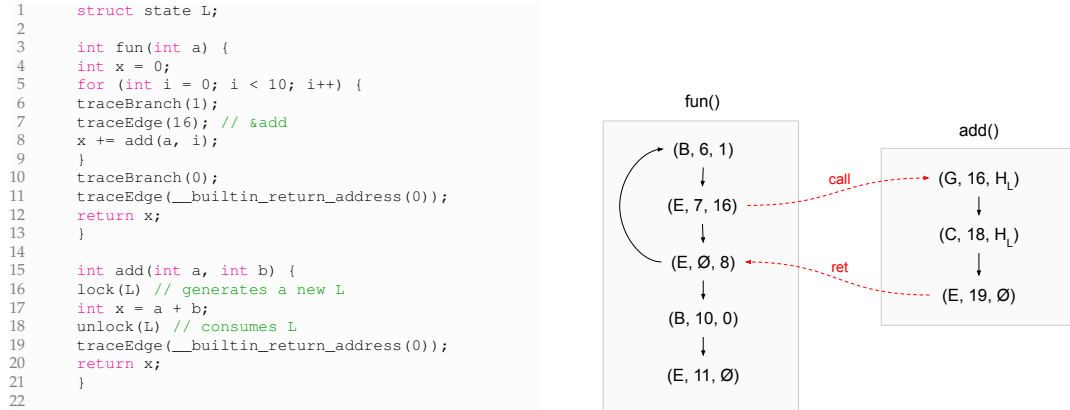 1 struct state L;
2
3 int fun(int a) {
4 int x = 0;
5 for (int i = 0; i < 10; i++) {
6 traceBranch(1);
7 traceEdge(16); // &add
8 x += add(a, i);
9 }
10 traceBranch(0);
11 traceEdge(__builtin_return_address(0));
12 return x;
13 }
14
15 int add(int a, int b) {
16 lock(L) // generates a new L
17 int x = a + b;
18 unlock(L) // consumes L
19 traceEdge(__builtin_return_address(0));
20 return x;
21 }
22
fun()
(B, 6, 1)
(E, 7, 16)
(E, Ø, 8)
(B, 10, 0)
(E, 11, Ø)
call
ret
add()
(G, 16, H_L)
(C, 18, H_L)
(E, 19, Ø)